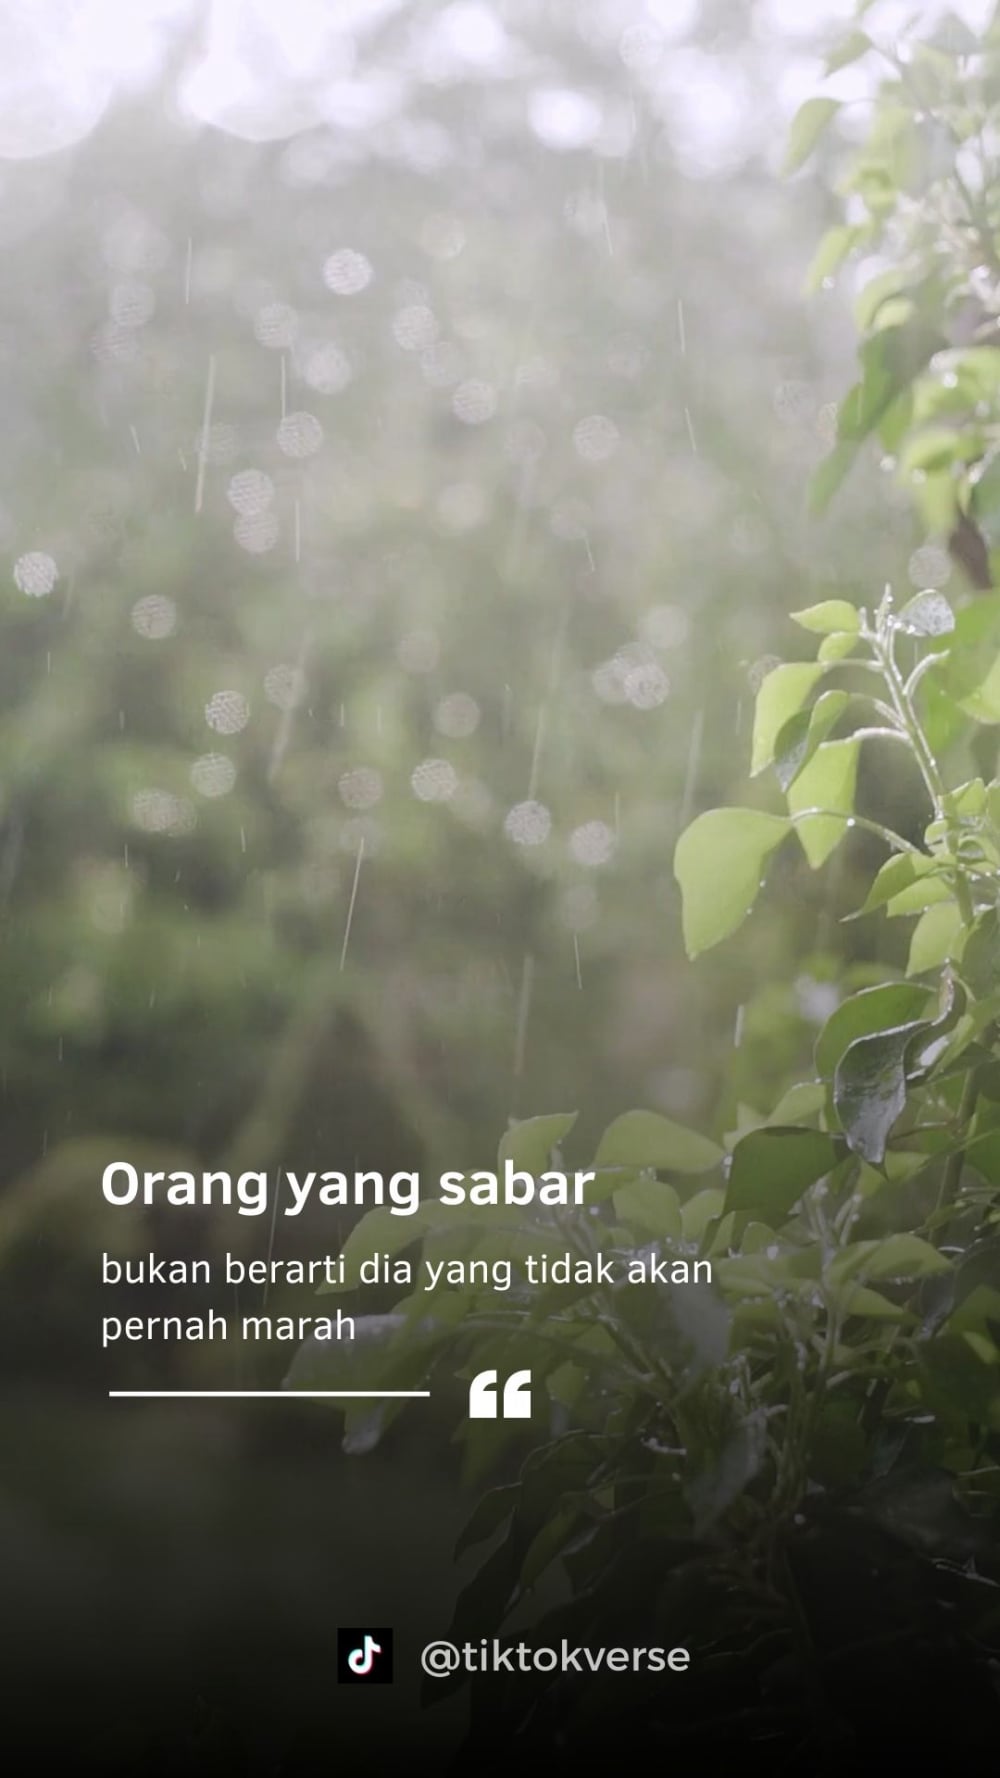 Orang yang sabar
bukan berarti dia yang tidak akan
pernah marah
@tiktokverse